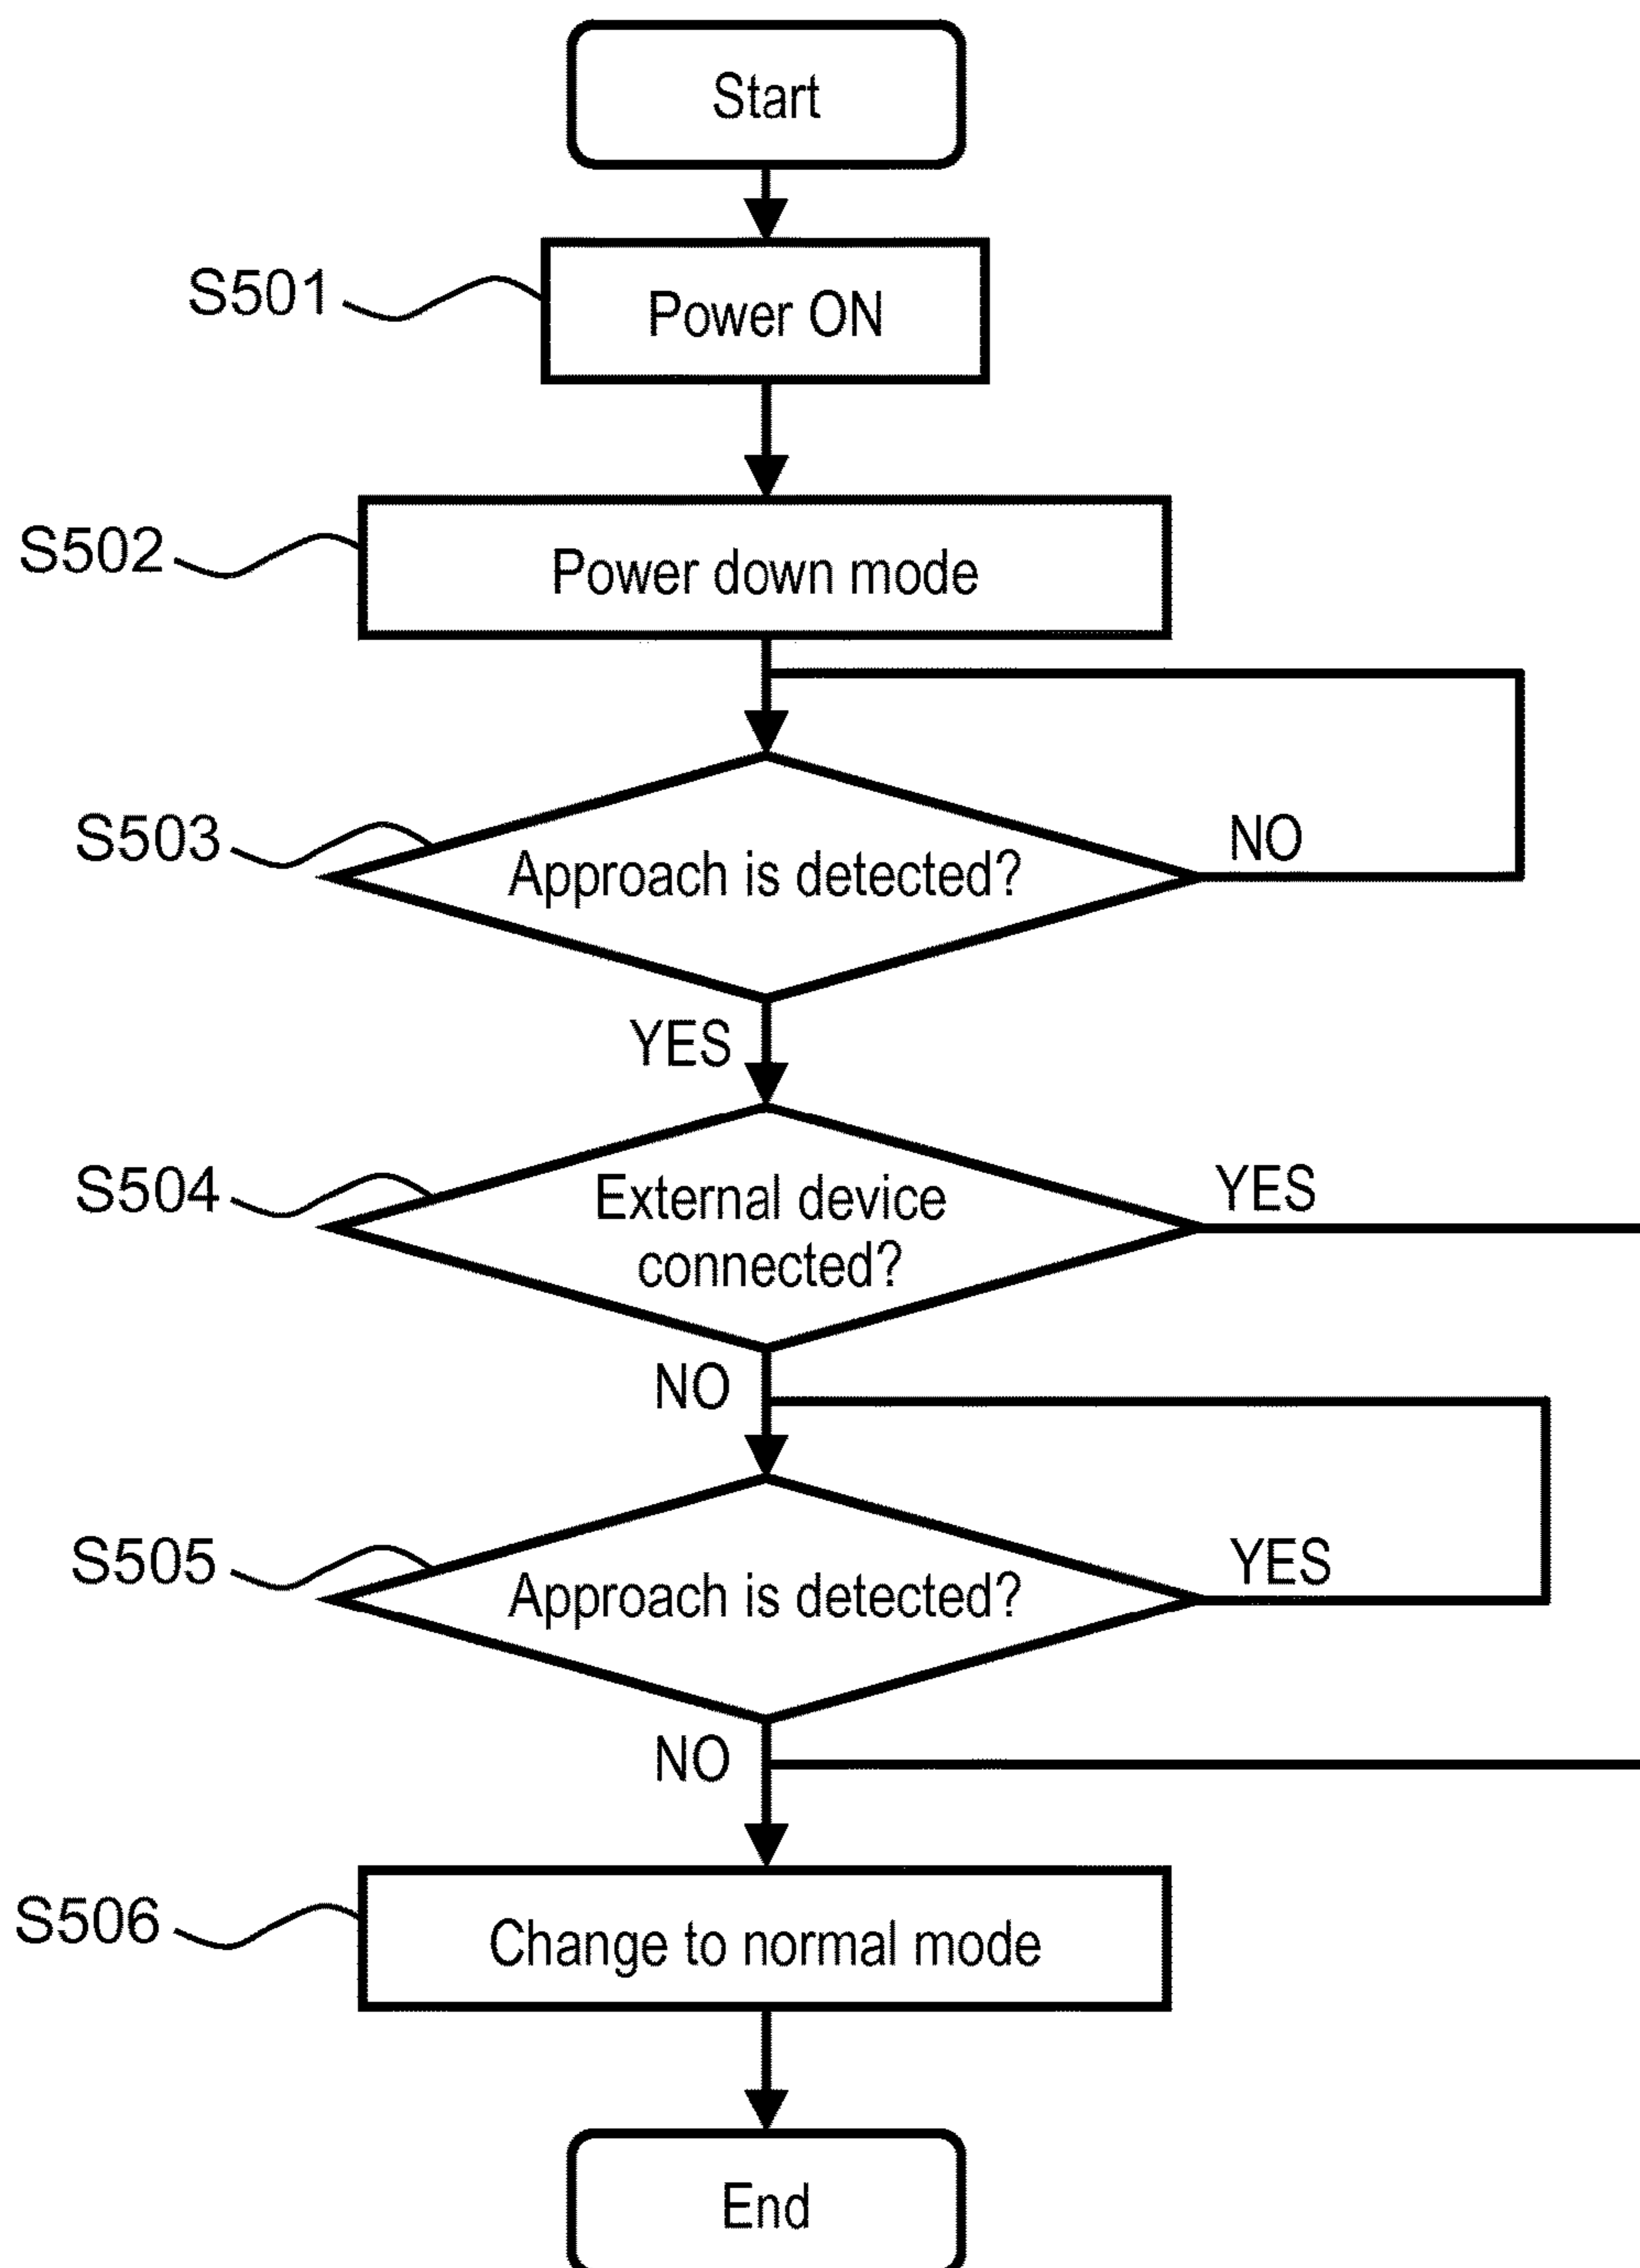 Start
S501
Power ON
S502
Power down mode
S503
Approach is detected?
NO
YES
S504
External device
connected?
YES
NO
S505
Approach is detected?
YES
NO
S506
Change to normal mode
End